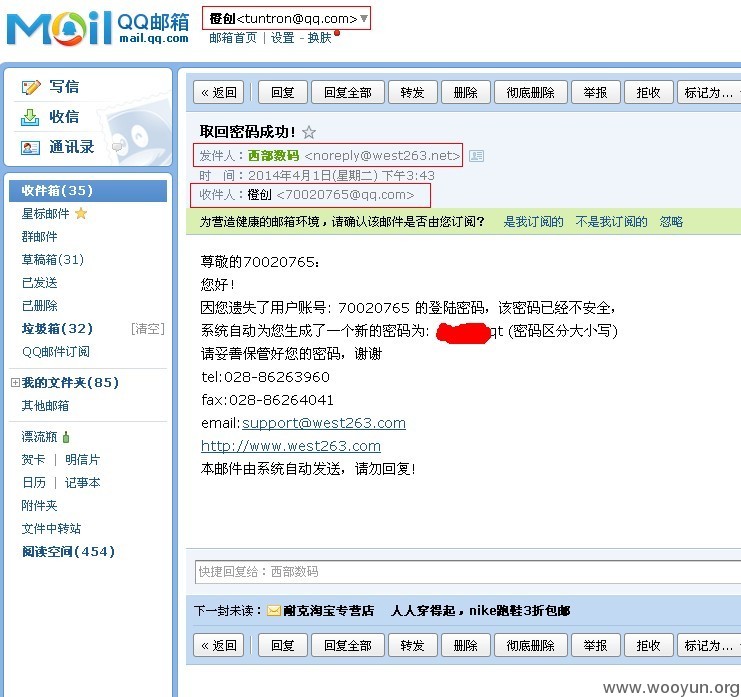 Mail QQ邮箱
mail.qq.com
橙创<tuntron@qq.com>
邮箱首页 | 设置 - 换肤
写信
收信
通讯录
收件箱(35)
星标邮件
群邮件
草稿箱(31)
已发送
已删除
垃圾箱(32) [清空]
QQ邮件订阅
我的文件夹(85)
其他邮箱
漂流瓶
贺卡 | 明信片
日历 | 记事本
附件夹
文件中转站
阅读空间(454)
« 返回 回复 回复全部 转发 删除 彻底删除 举报 拒收 标记为...
取回密码成功!
发件人：西部数码 <noreply@west263.net>
时 间：2014年4月1日(星期二) 下午3:43
收件人：橙创 <70020765@qq.com>
为营造健康的邮箱环境，请确认该邮件是否由您订阅？ 是我订阅的 不是我订阅的 忽略
尊敬的70020765:
您好!
因您遗失了用户账号: 70020765 的登陆密码，该密码已经不安全，
系统自动为您生成了一个新的密码为: qt (密码区分大小写)
请妥善保管好您的密码，谢谢
tel:028-86263960
fax:028-86264041
email:support@west263.com
http://www.west263.com
本邮件由系统自动发送，请勿回复!
快捷回复给：西部数码
下一封未读： 耐克淘宝专营店 人人穿得起，nike跑鞋3折包邮
« 返回 回复 回复全部 转发 删除 彻底删除 举报 拒收 标记为...
www.wooyun.org